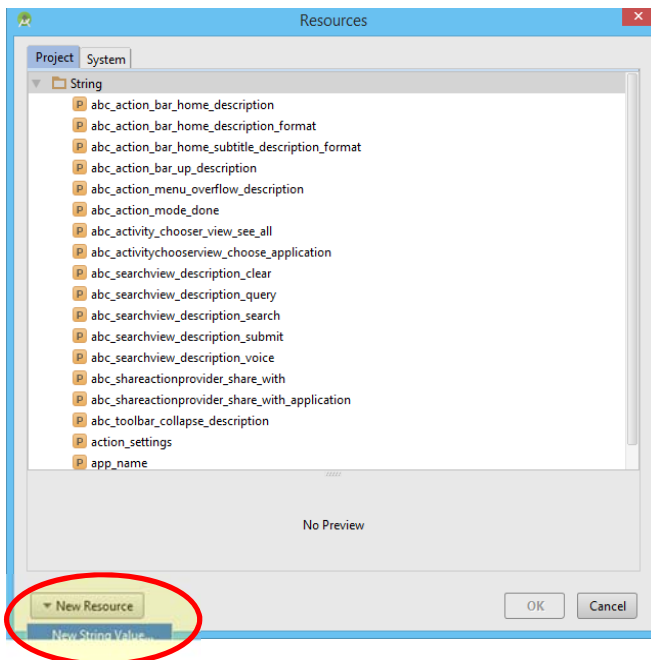 Resources
Project System
String
P abc_action_bar_home_description
P abc_action_bar_home_description_format
P abc_action_bar_home_subtitle_description_format
P abc_action_bar_up_description
P abc_action_menu_overflow_description
P abc_action_mode_done
P abc_activity_chooser_view_see_all
P abc_activitychooserview_choose_application
P abc_searchview_description_clear
P abc_searchview_description_query
P abc_searchview_description_search
P abc_searchview_description_submit
P abc_searchview_description_voice
P abc_shareactionprovider_share_with
P abc_shareactionprovider_share_with_application
P abc_toolbar_collapse_description
P action_settings
P app_name
No Preview
New Resource OK Cancel
New String Value...